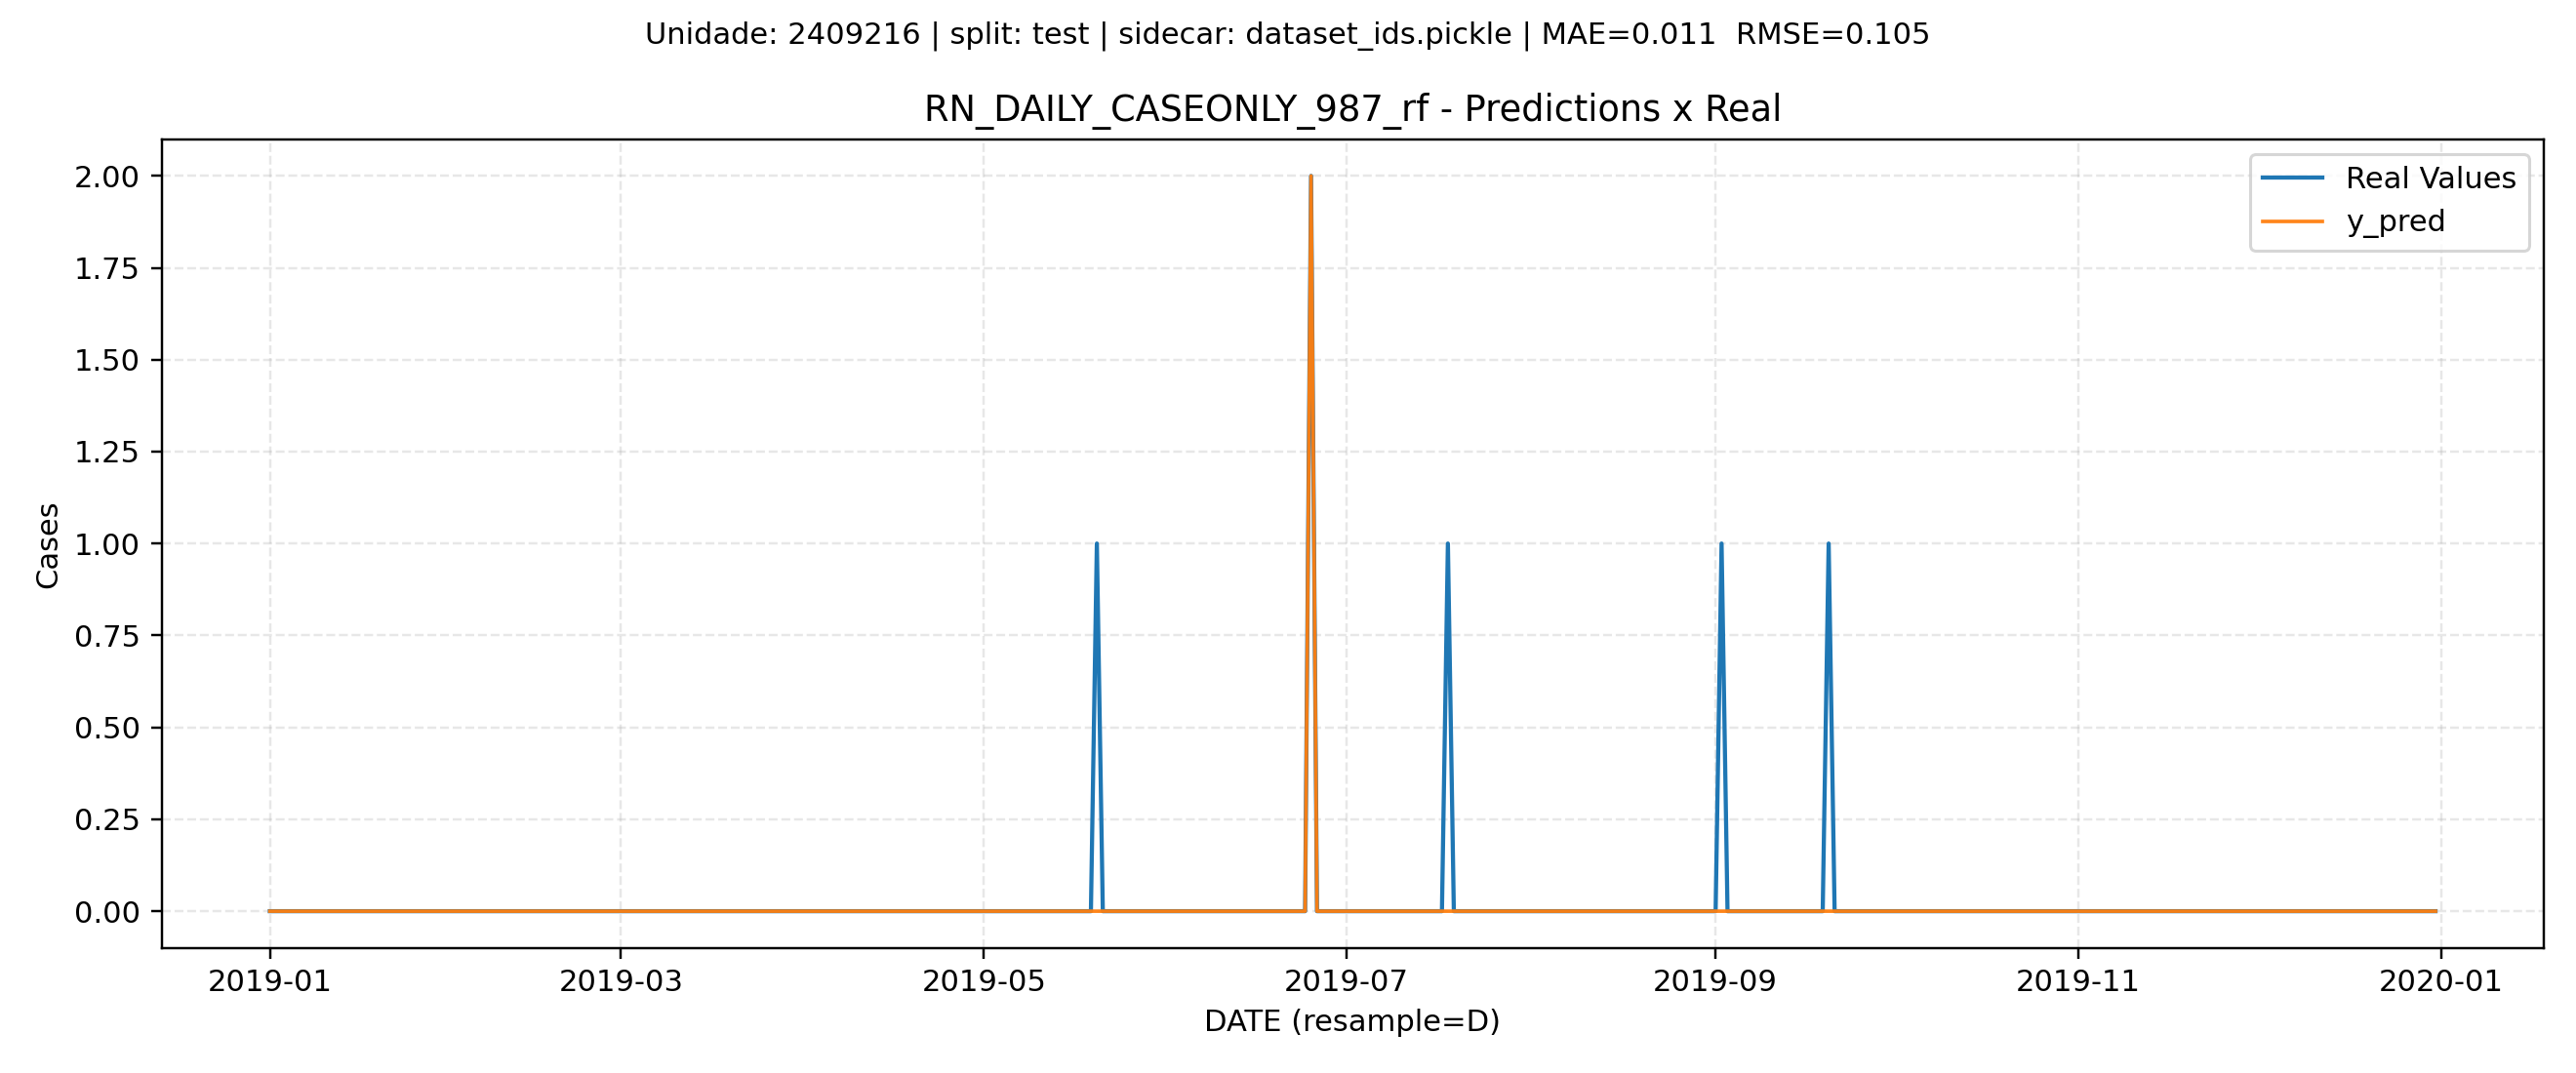 Unidade: 2409216 | split: test | sidecar: dataset_ids.pickle | MAE=0.011  RMSE=0.105
RN_DAILY_CASEONLY_987_rf - Predictions x Real
Real Values
y_pred
2.00
1.75
1.50
1.25
1.00
0.75
0.50
0.25
0.00
Cases
2019-01 2019-03 2019-05 2019-07 2019-09 2019-11 2020-01
DATE (resample=D)